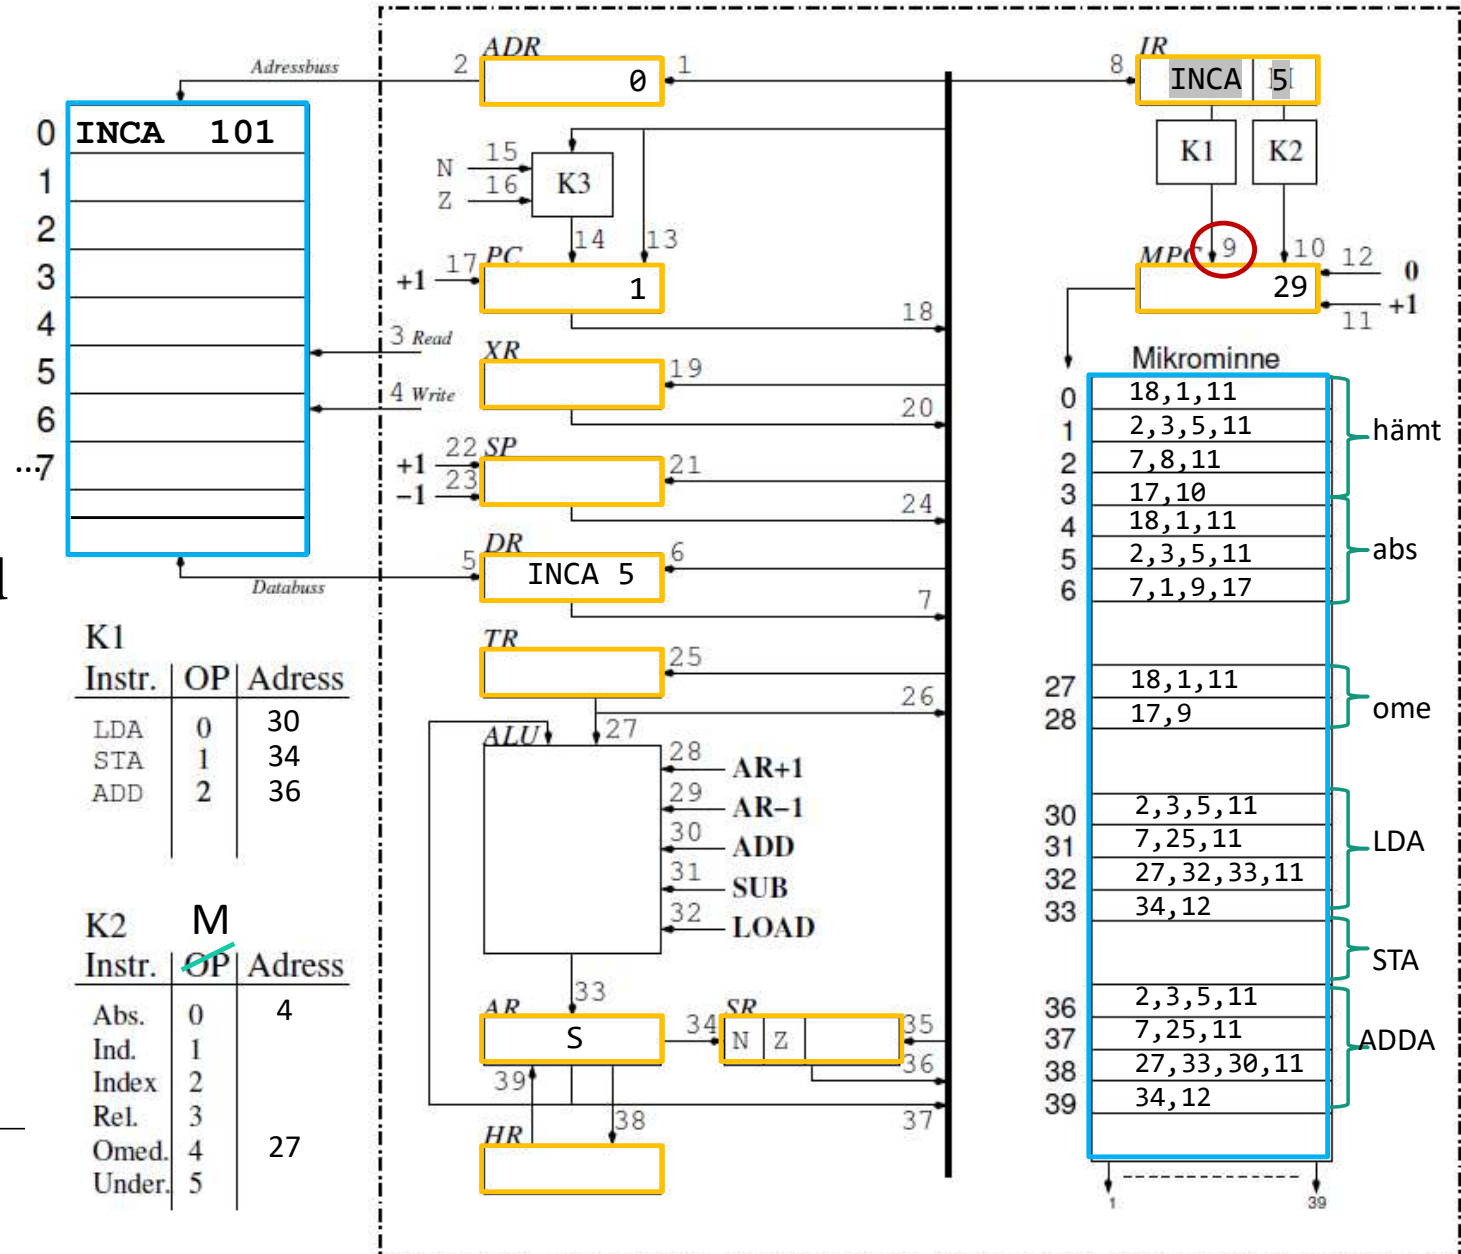 Adressbuss
0 INCA 101
1
2
3
4
5
6
...7
3 Read
4 Write
Databuss
K1
Instr. OP Adress
LDA 0 30
STA 1 34
ADD 2 36
K2 M
Instr. OP Adress
Abs. 0 4
Ind. 1
Index 2
Rel. 3
Omed. 4 27
Under. 5
ADR
2 0 1
N 15
Z 16
K3
14 13
PC
+1 17 1
18
XR
19
20
SP
+1 22 21
-1 23
24
DR
5 INCA 5 6
7
TR
25
26
27
ALU
28 AR+1
29 AR-1
30 ADD
31 SUB
32 LOAD
33
AR
S 34
SR
N Z 35
36
39 38 37
HR
IR
8 INCA 5
K1 K2
9 10
MPC
29
12 0
11 +1
Mikrominne
0 18,1,11
1 2,3,5,11 hämt
2 7,8,11
3 17,10
4 18,1,11
5 2,3,5,11 abs
6 7,1,9,17
27 18,1,11
28 17,9 ome
30 2,3,5,11
31 7,25,11 LDA
32 27,32,33,11
33 34,12
STA
36 2,3,5,11
37 7,25,11 ADDA
38 27,33,30,11
39 34,12
1 39